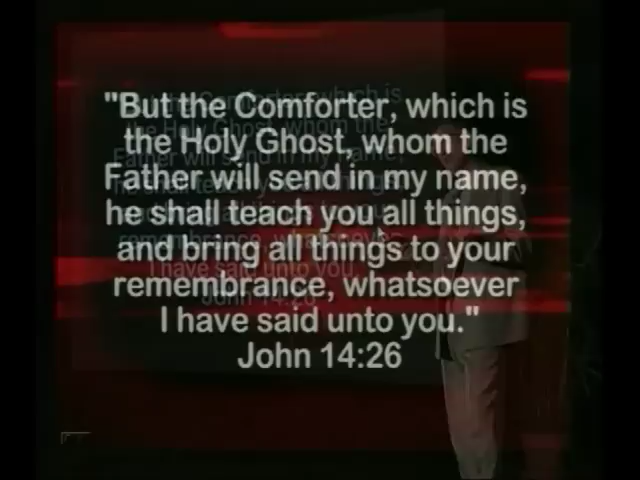 "But the Comforter, which is
the Holy Ghost, whom the
Father will send in my name,
he shall teach you all things,
and bring all things to your
remembrance, whatsoever
I have said unto you."
John 14:26